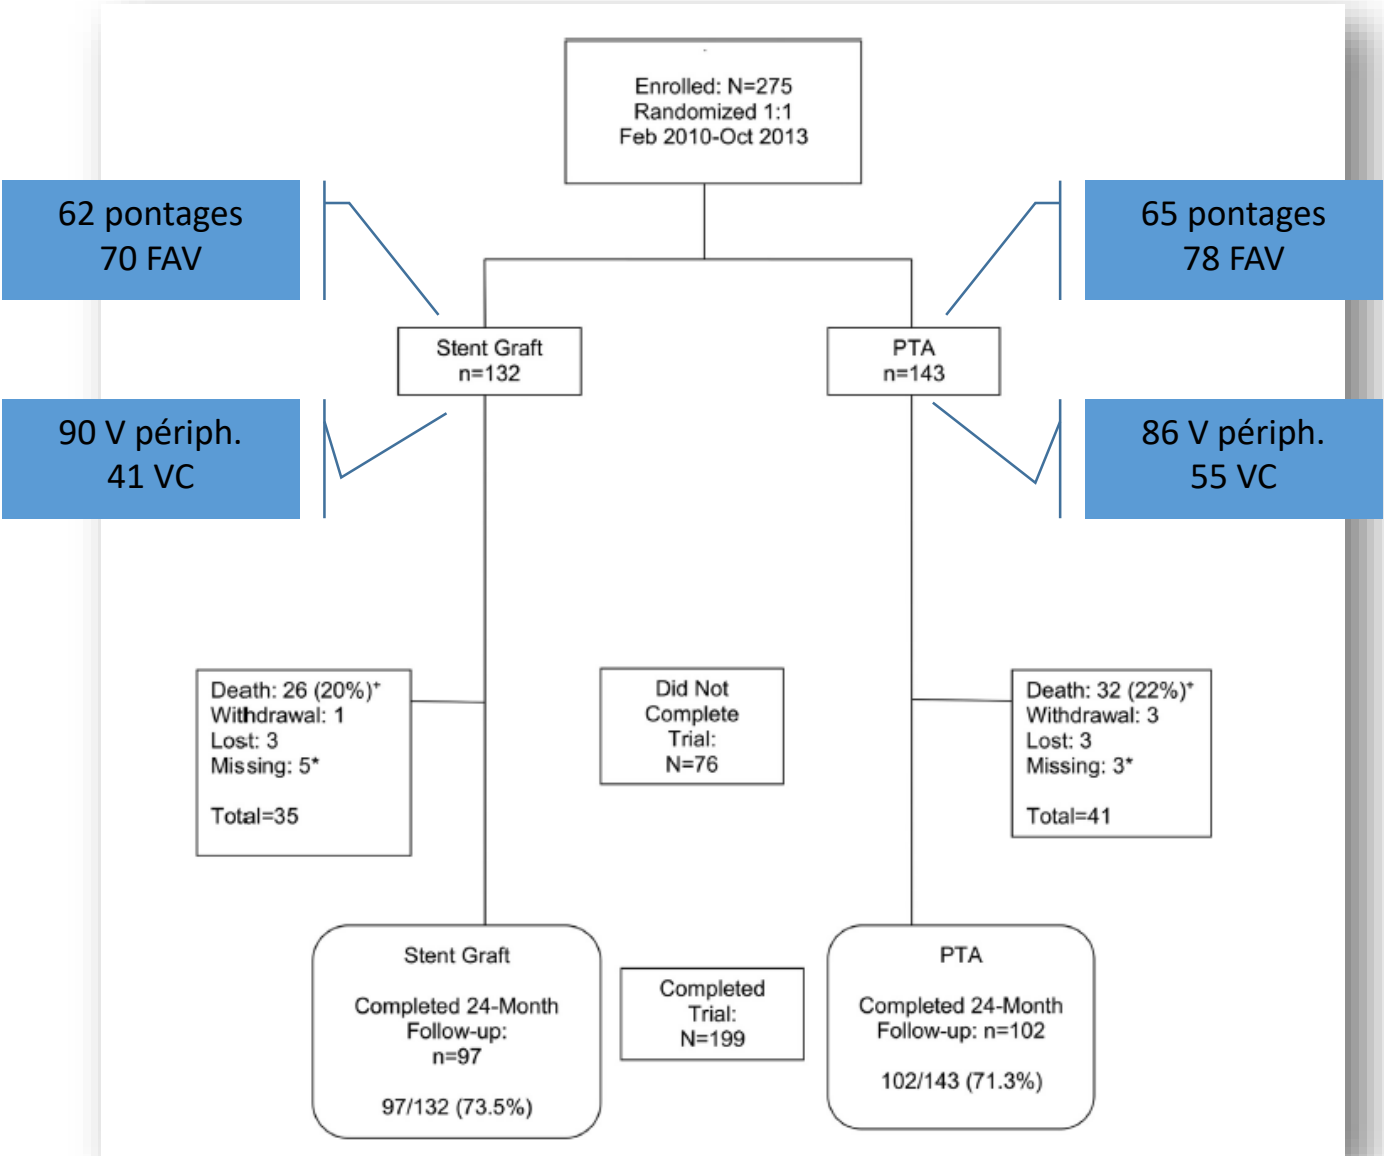 Enrolled: N=275
Randomized 1:1
Feb 2010-Oct 2013
62 pontages
70 FAV
65 pontages
78 FAV
Stent Graft
n=132
PTA
n=143
90 V périph.
41 VC
86 V périph.
55 VC
Death: 26 (20%)⁺
Withdrawal: 1
Lost: 3
Missing: 5*
Total=35
Did Not
Complete
Trial:
N=76
Death: 32 (22%)⁺
Withdrawal: 3
Lost: 3
Missing: 3*
Total=41
Stent Graft
Completed 24-Month
Follow-up:
n=97
97/132 (73.5%)
Completed
Trial:
N=199
PTA
Completed 24-Month
Follow-up: n=102
102/143 (71.3%)